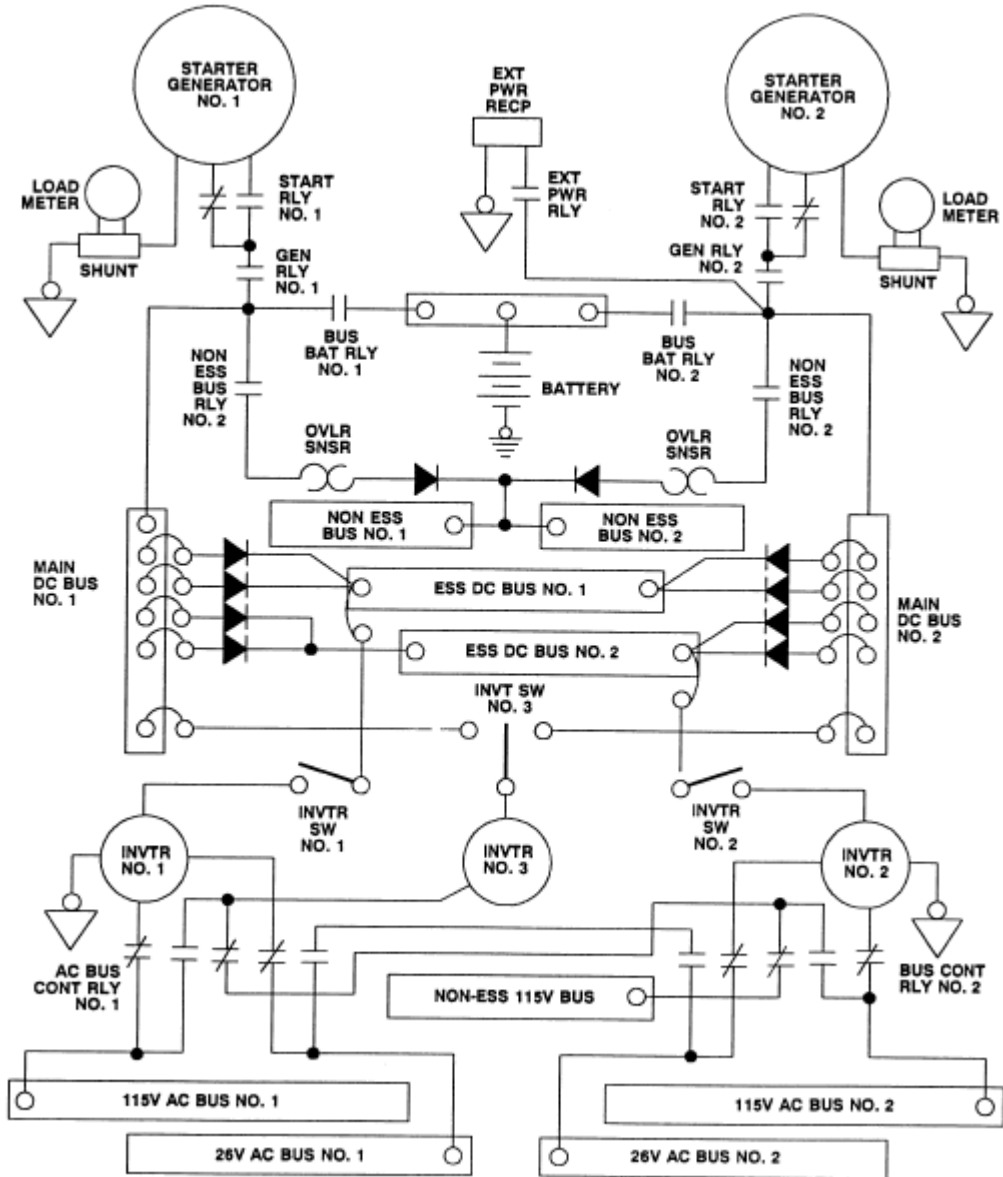 STARTER
GENERATOR
NO. 1
EXT
PWR
RECP
STARTER
GENERATOR
NO. 2
LOAD
METER
START
RLY
NO. 1
EXT
PWR
RLY
START
RLY
NO. 2
LOAD
METER
SHUNT
GEN
RLY
NO. 1
GEN RLY
NO. 2
SHUNT
NON
ESS
BUS
RLY
NO. 2
BUS
BAT RLY
NO. 1
BATTERY
BUS
BAT RLY
NO. 2
NON
ESS
BUS
RLY
NO. 2
OVLR
SNSR
OVLR
SNSR
NON ESS
BUS NO. 1
NON ESS
BUS NO. 2
MAIN
DC BUS
NO. 1
ESS DC BUS NO. 1
MAIN
DC BUS
NO. 2
ESS DC BUS NO. 2
INVT SW
NO. 3
INVTR
SW
NO. 1
INVTR
SW
NO. 2
INVTR
NO. 1
INVTR
NO. 3
INVTR
NO. 2
AC BUS
CONT RLY
NO. 1
NON-ESS 115V BUS
BUS CONT
RLY NO. 2
115V AC BUS NO. 1
115V AC BUS NO. 2
26V AC BUS NO. 1
26V AC BUS NO. 2